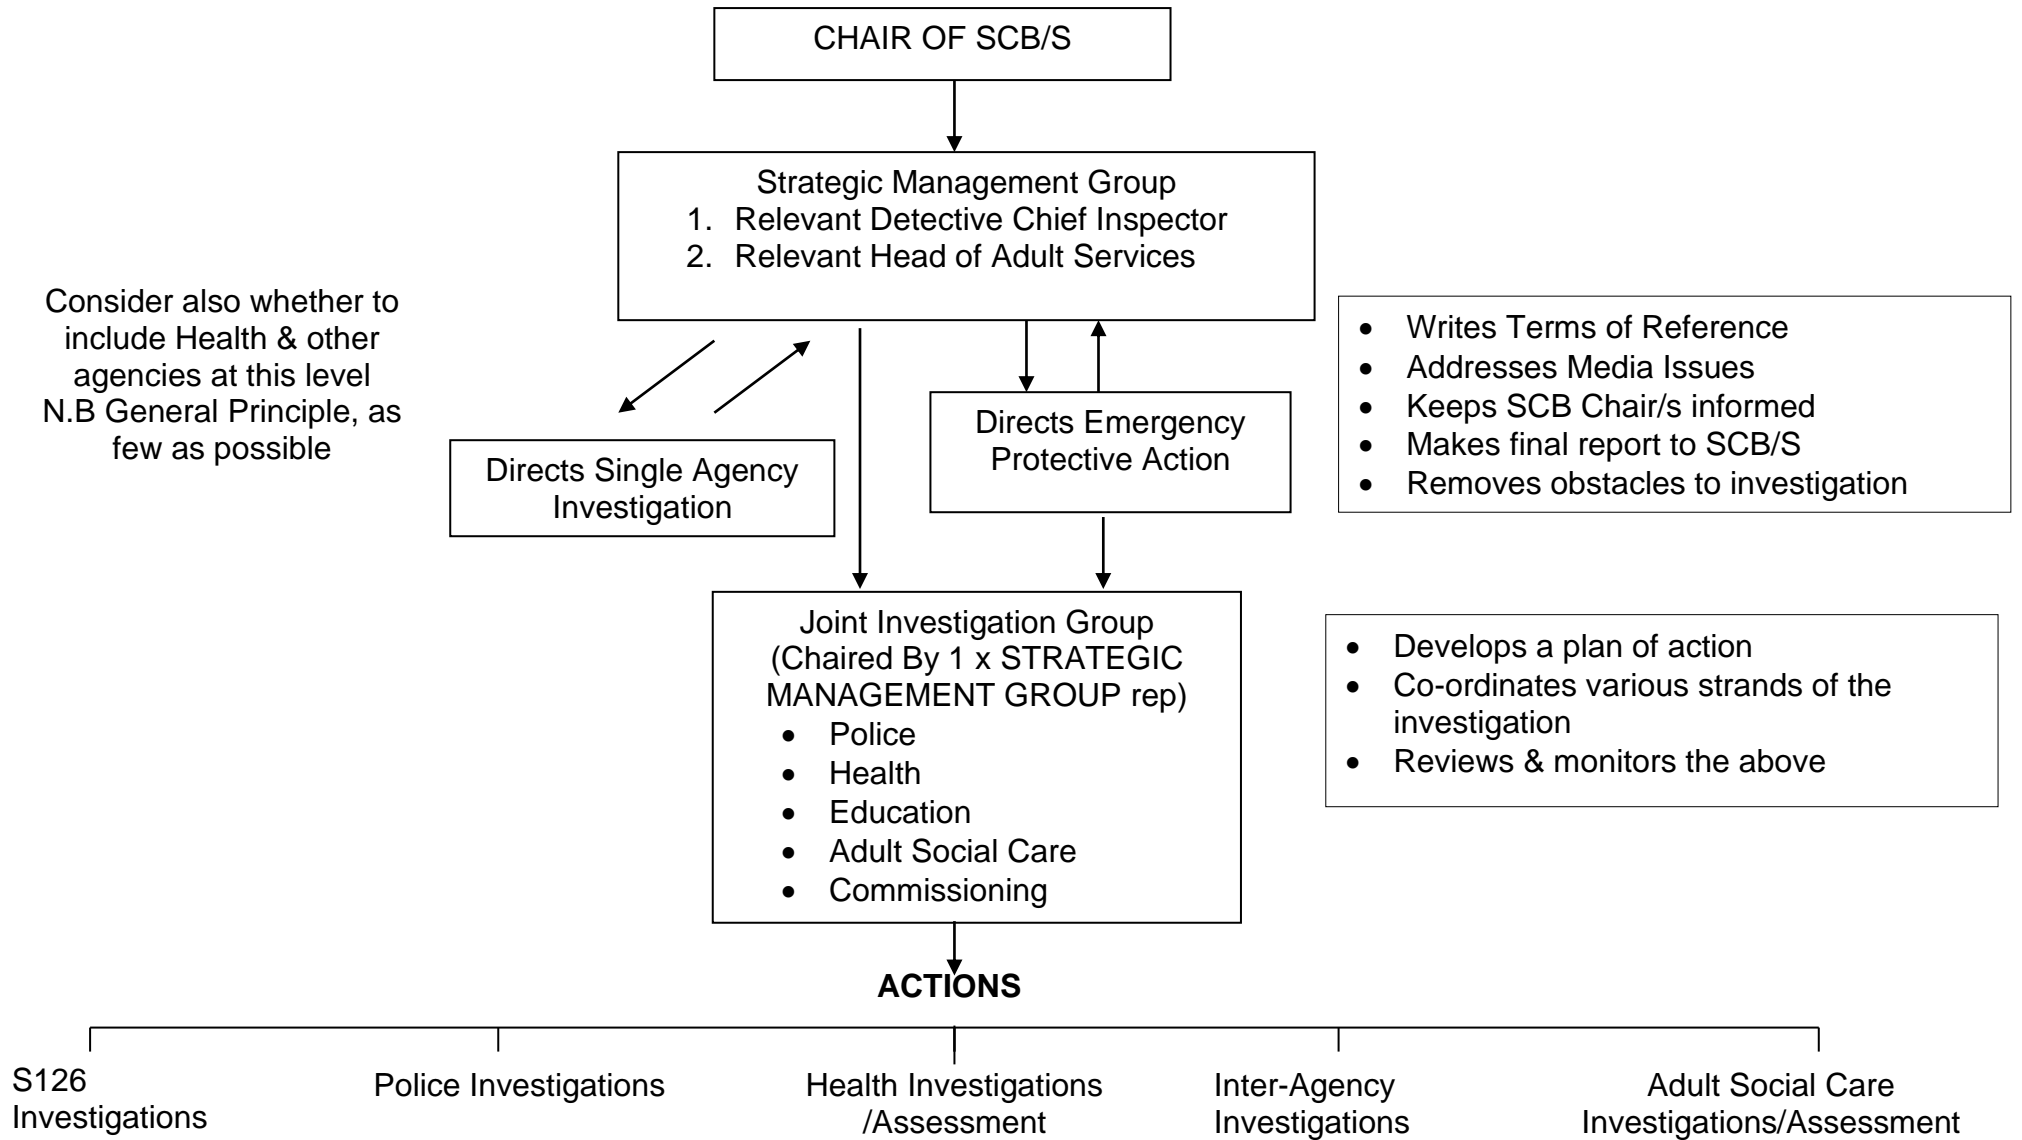 CHAIR OF SCB/S
Strategic Management Group
1. Relevant Detective Chief Inspector
2. Relevant Head of Adult Services
Consider also whether to
include Health & other
agencies at this level
N.B General Principle, as
few as possible
• Writes Terms of Reference
• Addresses Media Issues
• Keeps SCB Chair/s informed
• Makes final report to SCB/S
• Removes obstacles to investigation
Directs Single Agency
Investigation
Directs Emergency
Protective Action
Joint Investigation Group
(Chaired By 1 x STRATEGIC
MANAGEMENT GROUP rep)
• Police
• Health
• Education
• Adult Social Care
• Commissioning
• Develops a plan of action
• Co-ordinates various strands of the
investigation
• Reviews & monitors the above
ACTIONS
S126
Investigations
Police Investigations
Health Investigations
/Assessment
Inter-Agency
Investigations
Adult Social Care
Investigations/Assessment